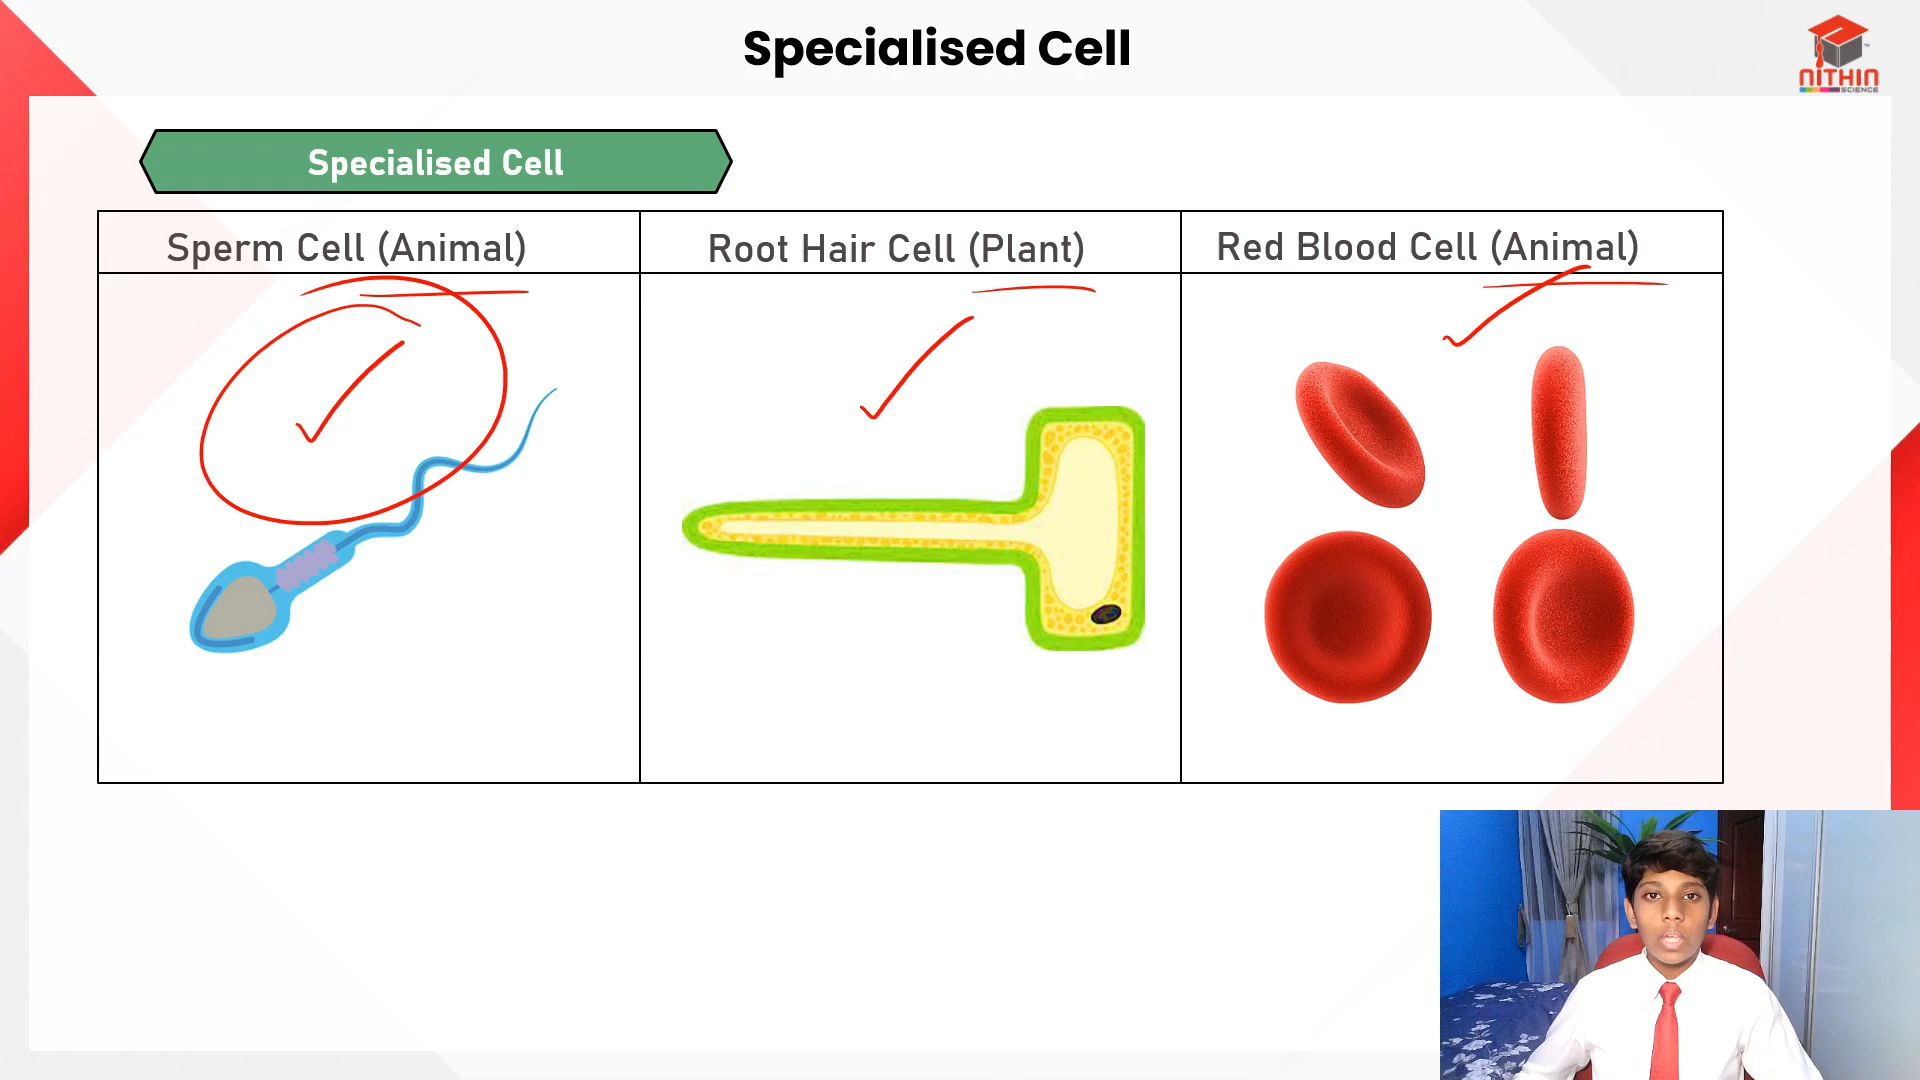 Specialised Cell
NITHIN
SCIENCE
Specialised Cell
Sperm Cell (Animal)
Root Hair Cell (Plant)
Red Blood Cell (Animal)